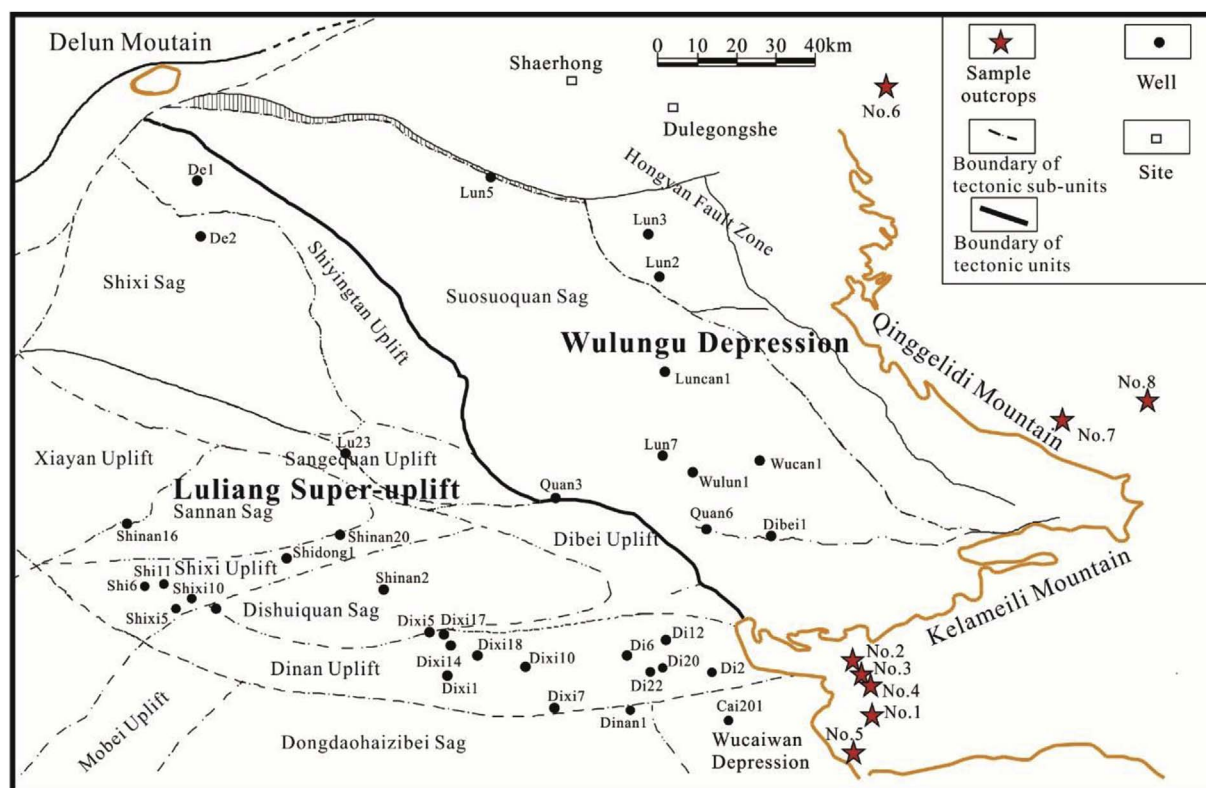 Delun Moutain
Shaerhong
Dulegongshe
0 10 20 30 40km
No.6
Sample
outcrops
Well
Boundary of
tectonic sub-units
Site
Boundary of
tectonic units
De1
De2
Lun5
Lun3
Lun2
Hongyan Fault Zone
Shixi Sag
Shiyingtan Uplift
Suosuoquan Sag
Wulungu Depression
Qinggelidi Mountain
Luncan1
No.8
No.7
Lu23
Xiayan Uplift
Sangequan Uplift
Lun7
Wulun1
Wucan1
Luliang Super-uplift
Quan3
Sannan Sag
Shinan16
Shinan20
Dibei Uplift
Quan6
Dibei1
Shidong1
Shi11
Shixi Uplift
Shi6
Shixi10
Shinan2
Shixi5
Dishuiquan Sag
Kelameili Mountain
Dixi5
Dixi17
Di12
Dinan Uplift
Dixi14
Dixi18
Dixi10
Di6
Di20
Di2
Dixi1
Di22
No.2
No.3
No.4
No.1
No.5
Mobei Uplift
Dixi7
Dinan1
Cai201
Dongdaohaizibei Sag
Wucaiwan
Depression